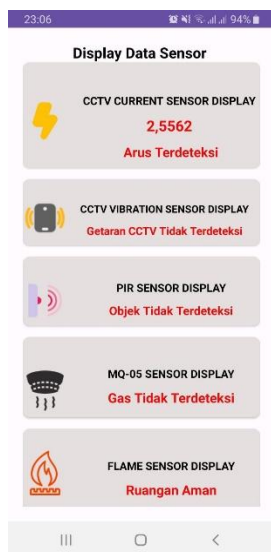 23:06 94%
Display Data Sensor
CCTV CURRENT SENSOR DISPLAY
2,5562
Arus Terdeteksi
CCTV VIBRATION SENSOR DISPLAY
Getaran CCTV Tidak Terdeteksi
PIR SENSOR DISPLAY
Objek Tidak Terdeteksi
MQ-05 SENSOR DISPLAY
Gas Tidak Terdeteksi
FLAME SENSOR DISPLAY
Ruangan Aman